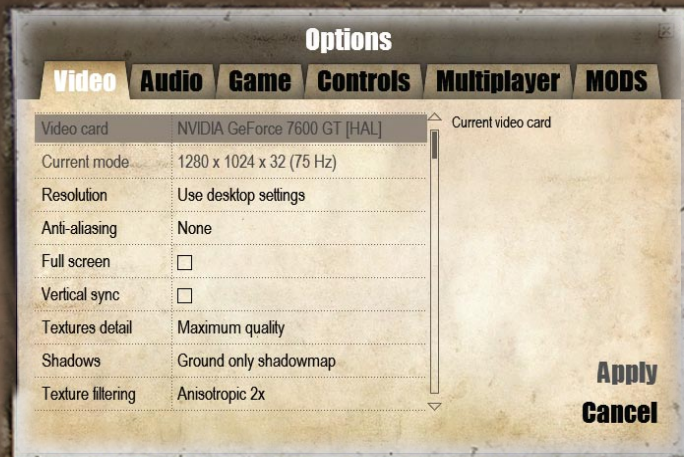 Options
Video Audio Game Controls Multiplayer MODS
Video card NVIDIA GeForce 7600 GT [HAL]
Current video card
Current mode 1280 x 1024 x 32 (75 Hz)
Resolution Use desktop settings
Anti-aliasing None
Full screen
Vertical sync
Textures detail Maximum quality
Shadows Ground only shadowmap
Texture filtering Anisotropic 2x
Apply
Cancel